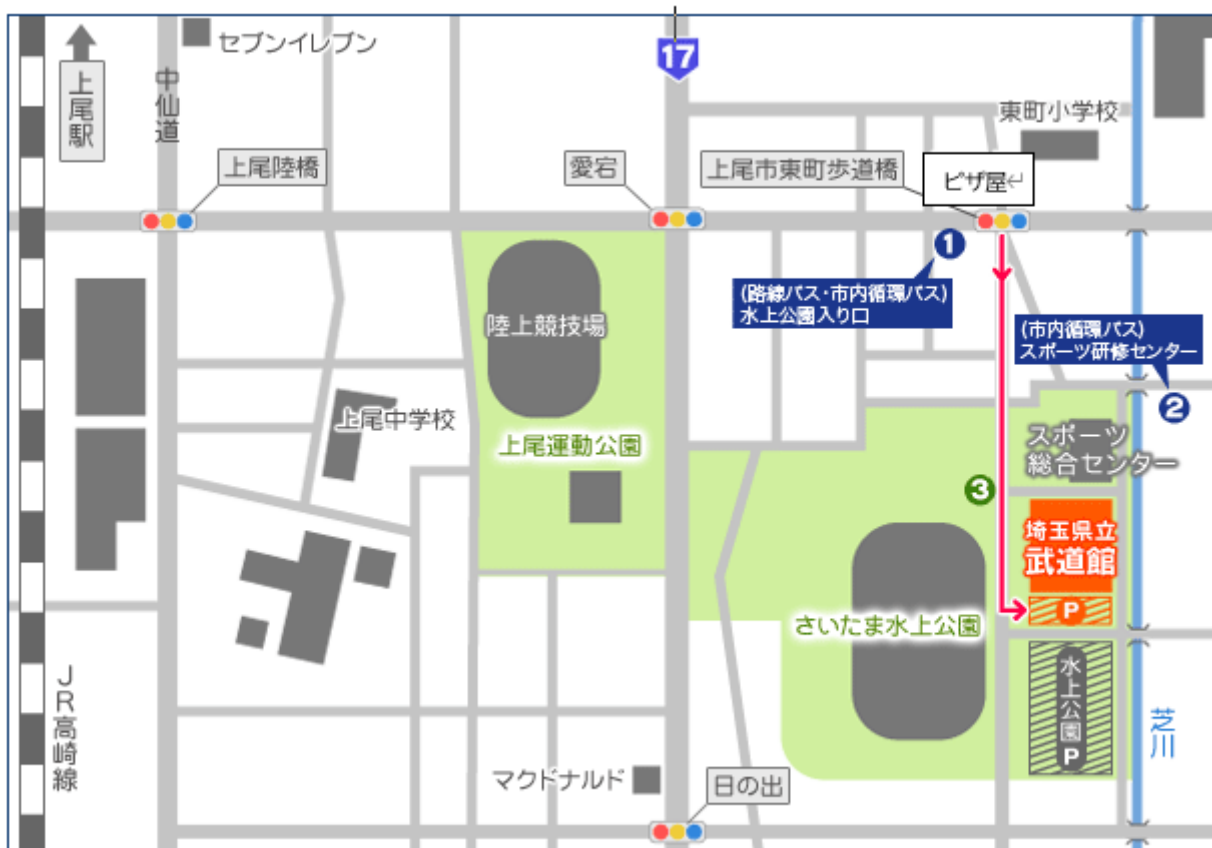 17
セブンイレブン
上尾駅
中仙道
東町小学校
上尾陸橋
愛宕
上尾市東町歩道橋
ピザ屋↵
1
(路線バス・市内循環バス)
水上公園入り口
(市内循環バス)
スポーツ研修センター
2
陸上競技場
上尾中学校
上尾運動公園
スポーツ
総合センター
3
埼玉県立
武道館
P
さいたま水上公園
水上公園
P
JR高崎線
芝川
マクドナルド
日の出